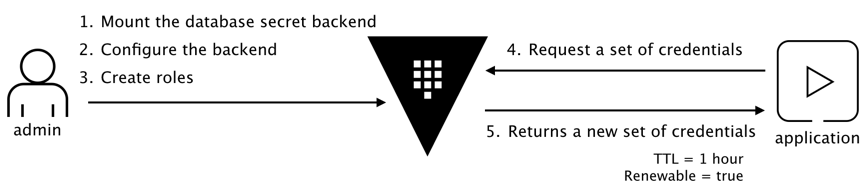 1. Mount the database secret backend
2. Configure the backend
3. Create roles
admin
4. Request a set of credentials
5. Returns a new set of credentials
TTL = 1 hour
Renewable = true
application